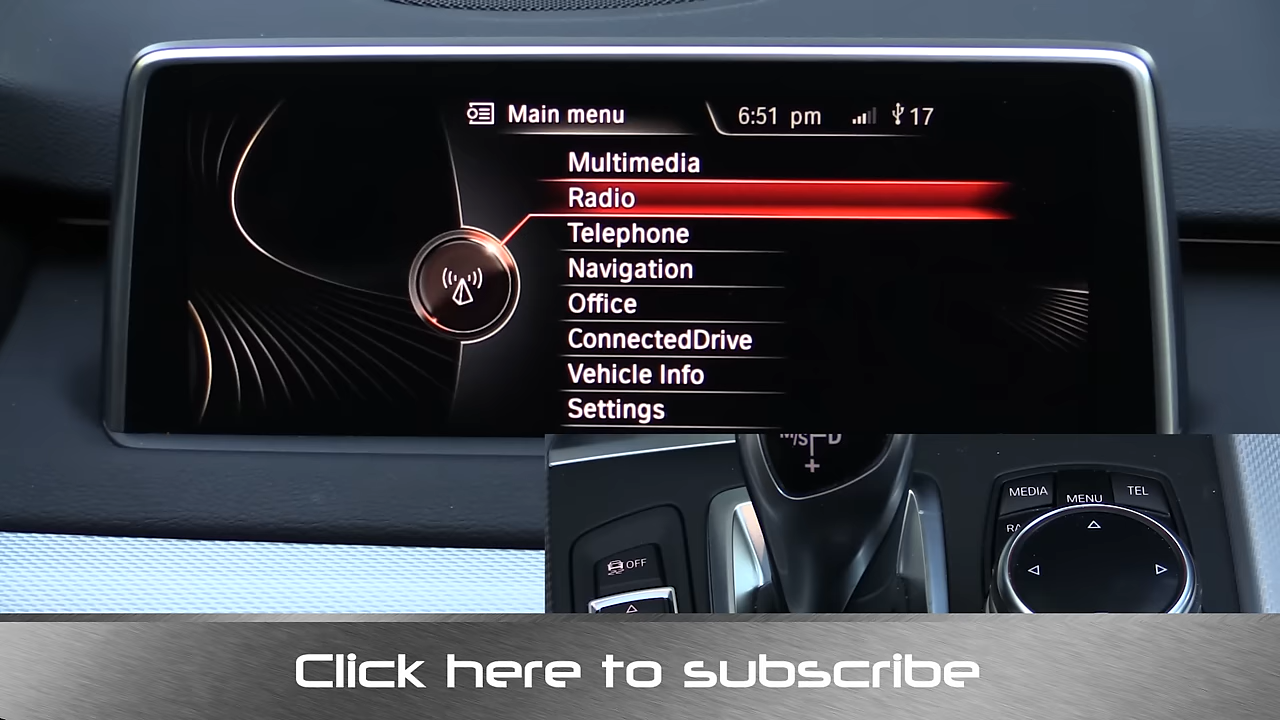 Main menu
6:51 pm
17
Multimedia
Radio
Telephone
Navigation
Office
ConnectedDrive
Vehicle Info
Settings
M/S D
+
MEDIA
MENU
TEL
RA
OFF
Click here to subscribe